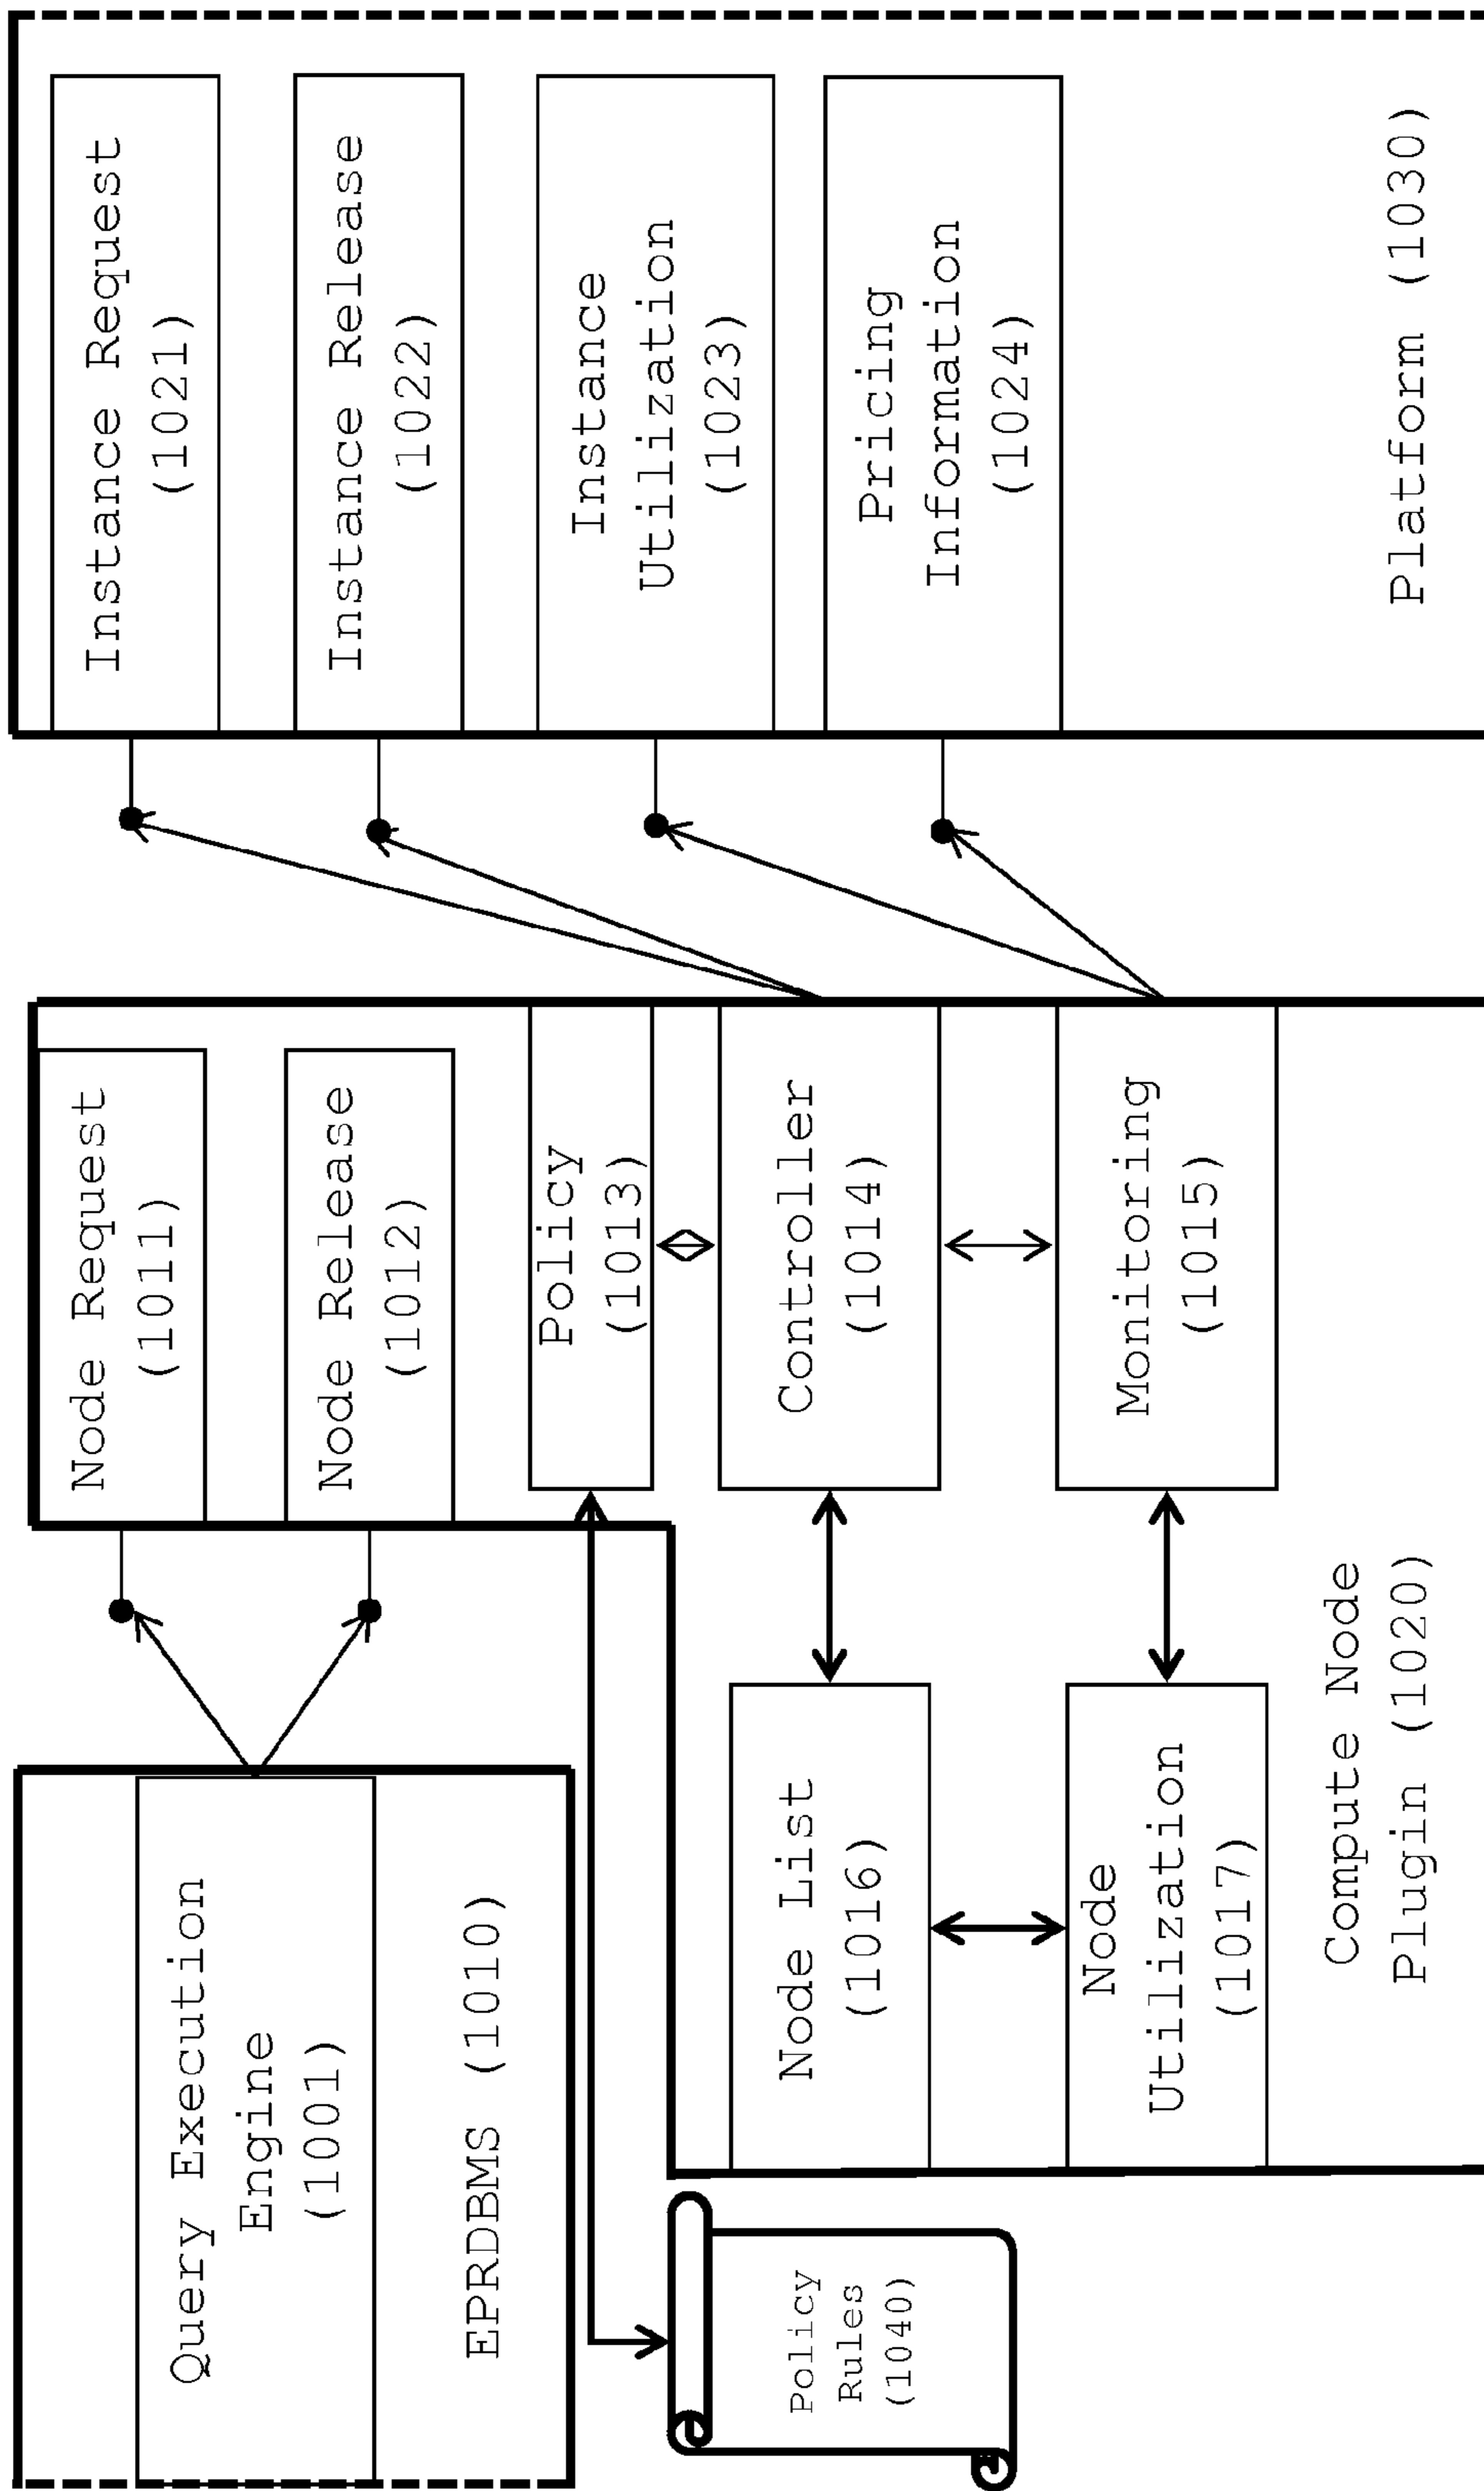 Query Execution
Engine
(1001)
EPRDBMS (1010)
Policy
Rules
(1040)
Node Request
(1011)
Node Release
(1012)
Policy
(1013)
Controller
(1014)
Monitoring
(1015)
Node List
(1016)
Node
Utilization
(1017)
Compute Node
Plugin (1020)
Instance Request
(1021)
Instance Release
(1022)
Instance
Utilization
(1023)
Pricing
Information
(1024)
Platform (1030)